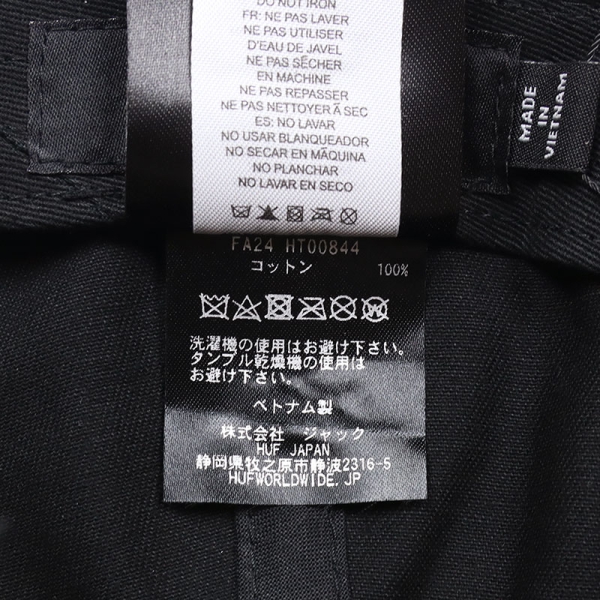 DO NOT IRON
FR: NE PAS LAVER
NE PAS UTILISER
D'EAU DE JAVEL
NE PAS SÊCHER
EN MACHINE
NE PAS REPASSER
NE PAS NETTOYER Ā SEC
ES: NO LAVAR
NO USAR BLANQUEADOR
NO SECAR EN MĀQUINA
NO PLANCHAR
NO LAVAR EN SECO
MADE
IN
VIETNAM
FA24 HT00844
コットン 100%
洗濯機の使用はお避け下さい。
タンブル乾燥機の使用は
お避け下さい。
ベトナム製
株式会社 ジャック
HUF JAPAN
静岡県牧之原市静波2316-5
HUFWORLDWIDE.JP